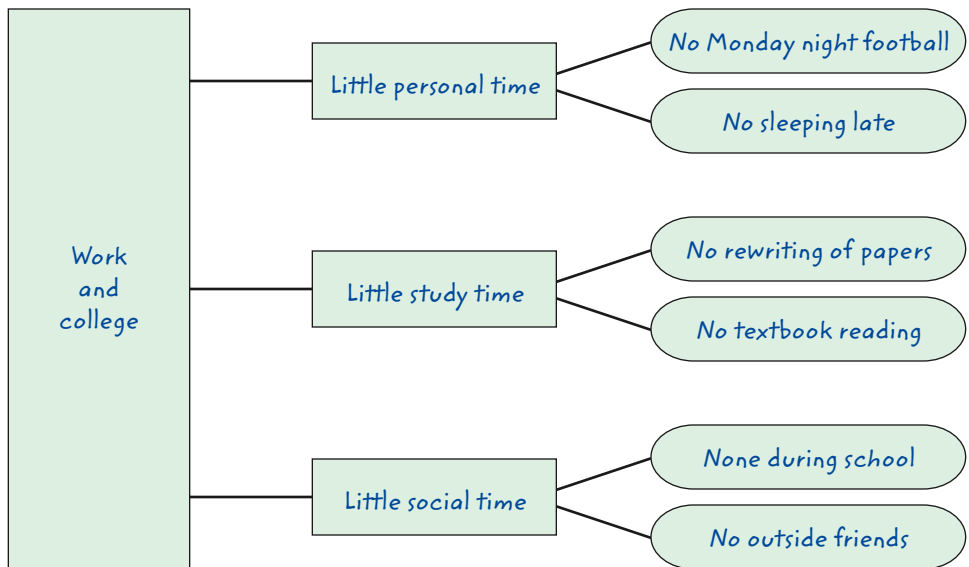 Work
and
college
Little personal time
No Monday night football
No sleeping late
Little study time
No rewriting of papers
No textbook reading
Little social time
None during school
No outside friends